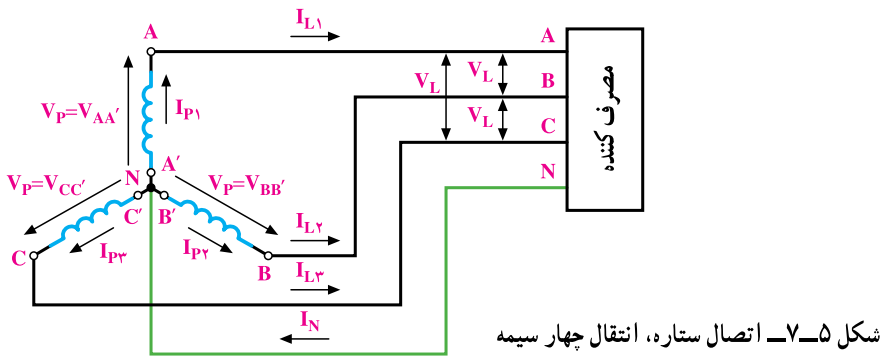 I_L۱
A
A
V_P=V_AA′
I_P۱
V_L
V_L
B
V_L
C
مصرف کننده
A′
N
N
V_P=V_CC′
V_P=V_BB′
C′
B′
I_P۳
I_P۲
C
B
I_L۲
I_L۳
I_N
شکل ۵ــ۷ــ اتصال ستاره، انتقال چهار سیمه